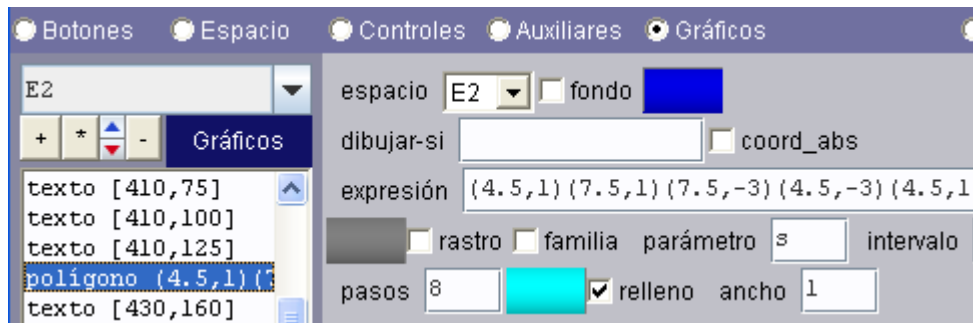 Botones Espacio Controles Auxiliares Gráficos
E2
espacio E2 fondo
+ * - Gráficos
dibujar-si coord_abs
texto [410,75]
expresión (4.5,1)(7.5,1)(7.5,-3)(4.5,-3)(4.5,1
texto [410,100]
texto [410,125]
rastro familia parámetro s intervalo
polígono (4.5,1)(7
pasos 8 relleno ancho 1
texto [430,160]